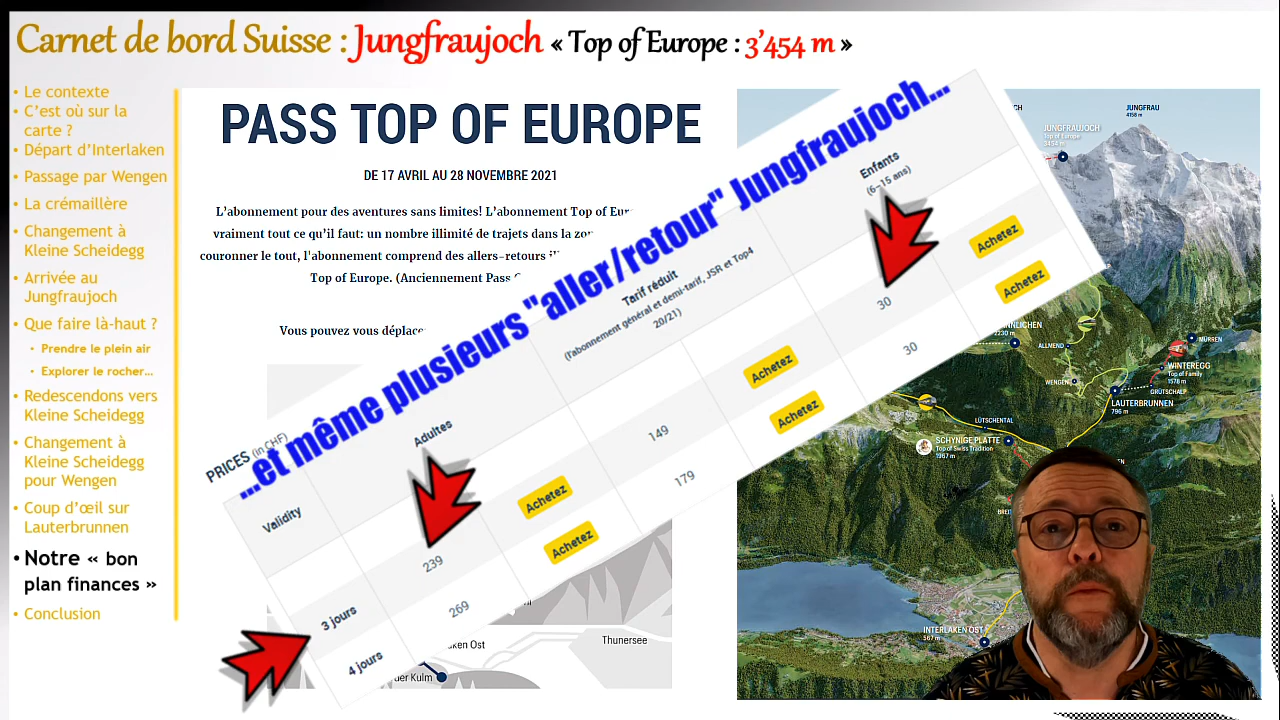 Carnet de bord Suisse : Jungfraujoch « Top of Europe : 3’454 m »
• Le contexte
• C’est où sur la
carte ?
• Départ d’Interlaken
• Passage par Wengen
• La crémaillère
• Changement à
Kleine Scheidegg
• Arrivée au
Jungfraujoch
• Que faire là-haut ?
• Prendre le plein air
• Explorer le rocher…
• Redescendons vers
Kleine Scheidegg
• Changement à
Kleine Scheidegg
pour Wengen
• Coup d’œil sur
Lauterbrunnen
• Notre « bon
plan finances »
• Conclusion
PASS TOP OF EUROPE
DE 17 AVRIL AU 28 NOVEMBRE 2021
L’abonnement pour des aventures sans limites! L’abonnement Top of Eur
vraiment tout ce qu’il faut: un nombre illimité de trajets dans la zo
couronner le tout, l’abonnement comprend des allers-retours
Top of Europe. (Anciennement Pass
Vous pouvez vous déplace
...et même plusieurs "aller/retour" Jungfraujoch...
PRICES (in CHF)
Validity
Adultes
Tarif réduit
(l’abonnement général et demi-tarif, JSR et Top4
20/21)
Enfants
(6–15 ans)
3 jours
239
Achetez
149
Achetez
30
Achetez
4 jours
269
Achetez
179
Achetez
30
Achetez
ken Ost
Thunersee
der Kulm
CH
JUNGFRAU
4158 m
JUNGFRAUJOCH
Top of Europe
3454 m
NNLICHEN
2230 m
ALLMEND
MÜRREN
WINTEREGG
Top of Family
1578 m
WENGEN
GRÜTSCHALP
LAUTERBRUNNEN
796 m
LÜTSCHENTAL
SCHYNIGE PLATTE
Top of Swiss Tradition
1967 m
EN
BREI
INTERLAKEN OST
567 m